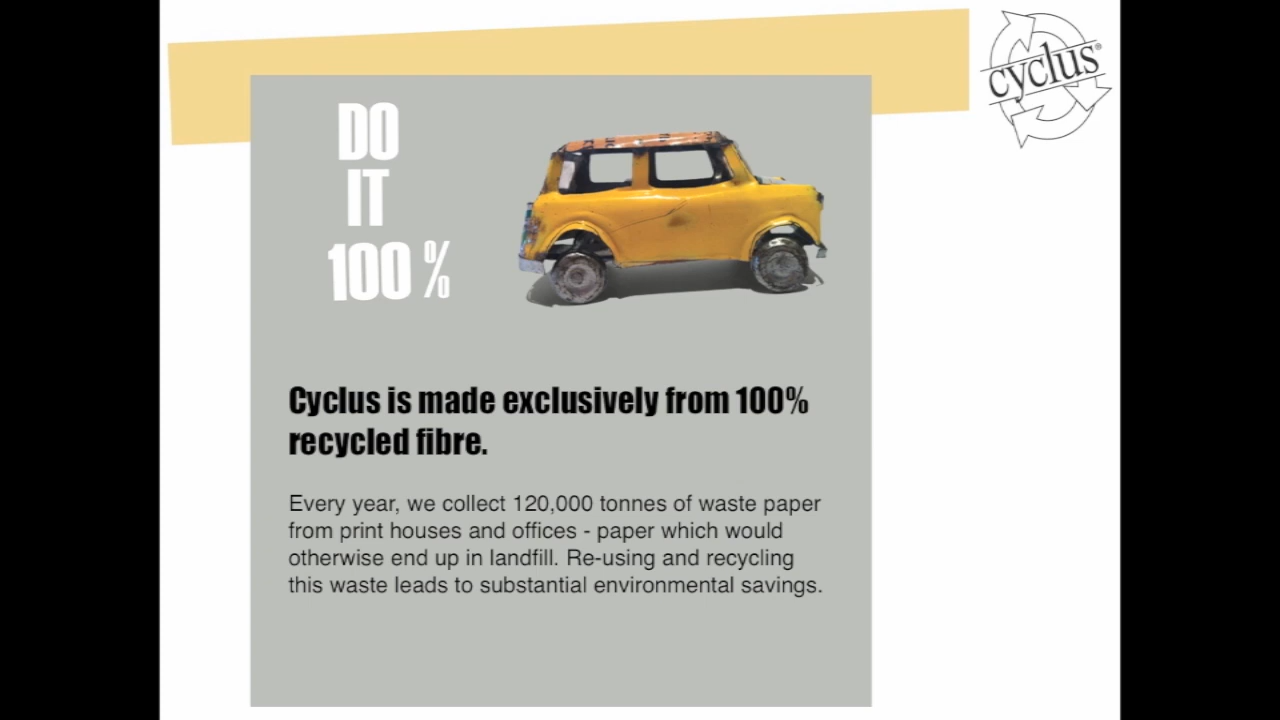 cyclus®
DO
IT
100 %
Cyclus is made exclusively from 100%
recycled fibre.
Every year, we collect 120,000 tonnes of waste paper
from print houses and offices - paper which would
otherwise end up in landfill. Re-using and recycling
this waste leads to substantial environmental savings.